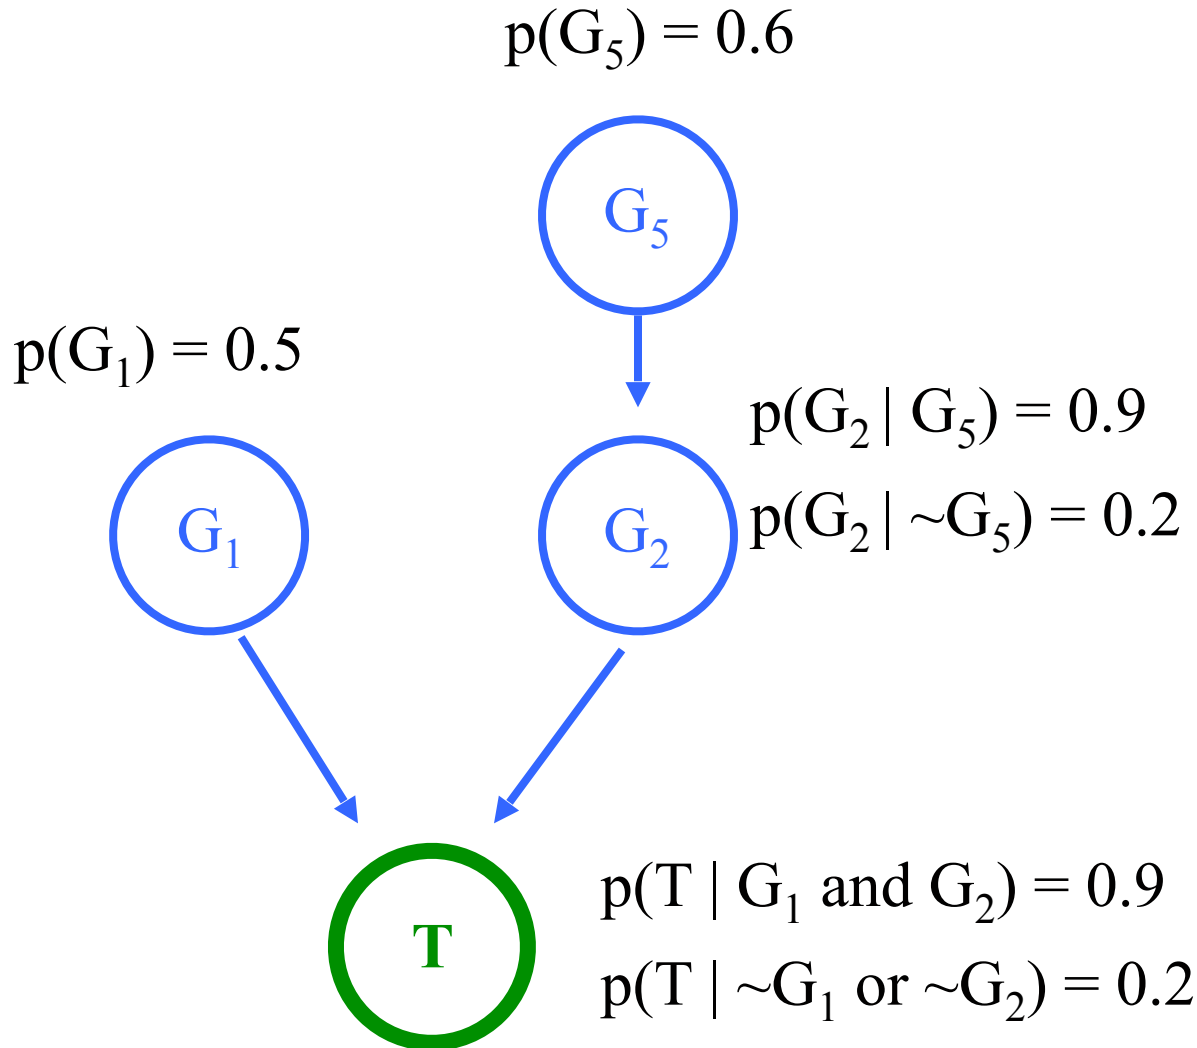 p(G₅) = 0.6
G₅
p(G₁) = 0.5
p(G₂ | G₅) = 0.9
G₁
G₂
p(G₂ | ~G₅) = 0.2
p(T | G₁ and G₂) = 0.9
T
p(T | ~G₁ or ~G₂) = 0.2